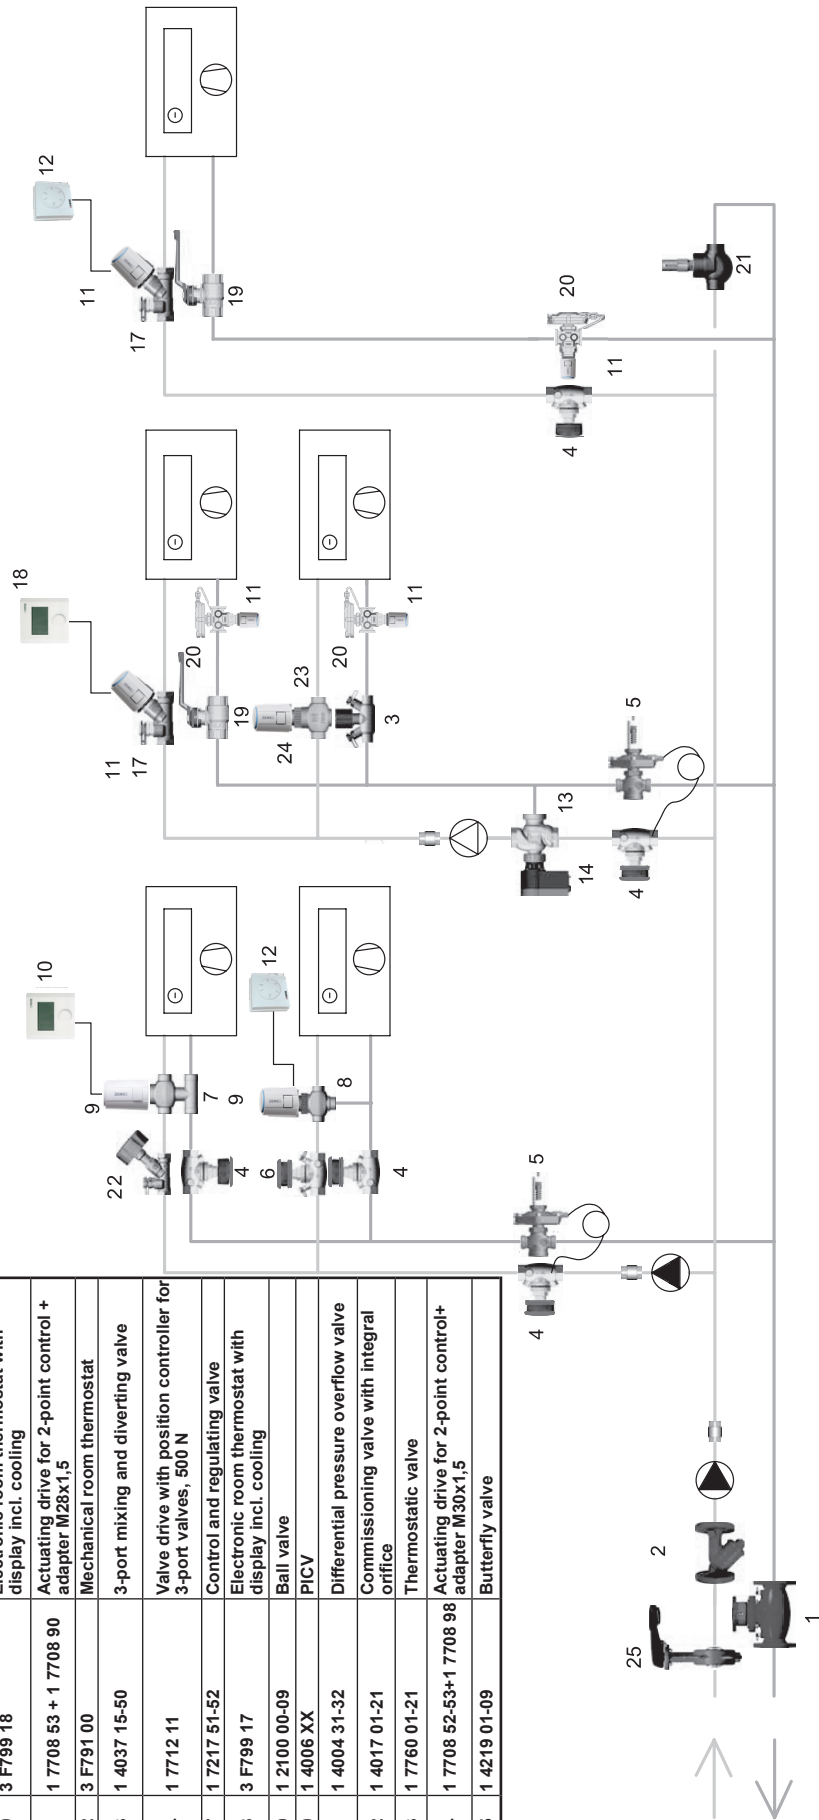 3 F799 18
display incl. cooling
1 7708 53 + 1 7708 90
Actuating drive for 2-point control +
adapter M28x1,5
3 F791 00
Mechanical room thermostat
1 4037 15-50
3-port mixing and diverting valve
1 7712 11
Valve drive with position controller for
3-port valves, 500 N
1 7217 51-52
Control and regulating valve
3 F799 17
Electronic room thermostat with
display incl. cooling
1 2100 00-09
Ball valve
1 4006 XX
PICV
1 4004 31-32
Differential pressure overflow valve
1 4017 01-21
Commissioning valve with integral
orifice
1 7760 01-21
Thermostatic valve
1 7708 52-53+1 7708 98
Actuating drive for 2-point control+
adapter M30x1,5
1 4219 01-09
Butterfly valve
12
11
17
19
21
20
11
4
18
11
17
20
11
19
23
24
20
11
3
5
13
14
4
10
9
7
22
4
12
9
8
6
4
5
4
2
25
1